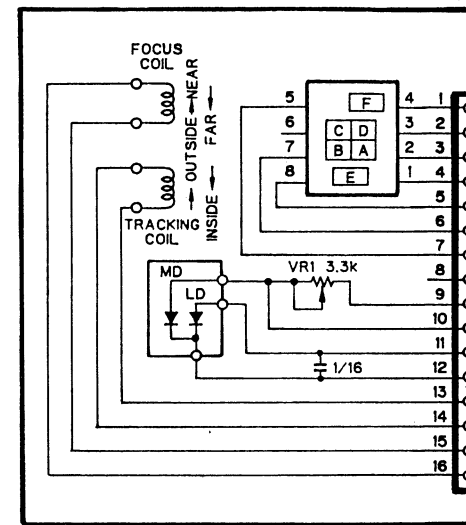 FOCUS
COIL
NEAR
FAR
OUTSIDE
INSIDE
TRACKING
COIL
5
6
7
8
F
C D
B A
E
4
3
2
1
MD
LD
VR1 3.3k
1/16
1
2
3
4
5
6
7
8
9
10
11
12
13
14
15
16